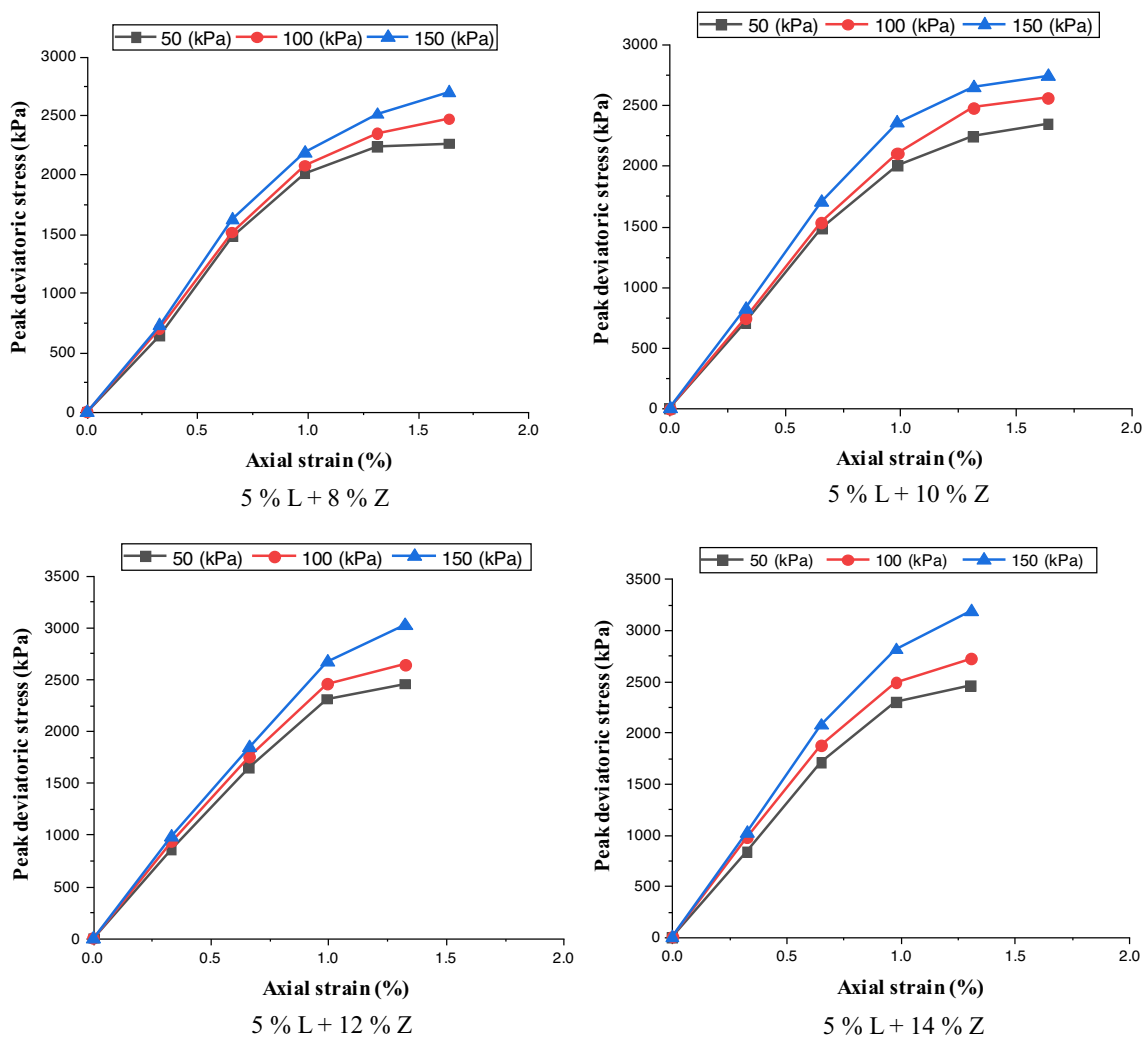 50 (kPa) 100 (kPa) 150 (kPa)
3000
2500
2000
1500
1000
500
0
Peak deviatoric stress (kPa)
0.0 0.5 1.0 1.5 2.0
Axial strain (%)
5 % L + 8 % Z
50 (kPa) 100 (kPa) 150 (kPa)
3000
2500
2000
1500
1000
500
0
Peak deviatoric stress (kPa)
0.0 0.5 1.0 1.5 2.0
Axial strain (%)
5 % L + 10 % Z
50 (kPa) 100 (kPa) 150 (kPa)
3500
3000
2500
2000
1500
1000
500
0
Peak deviatoric stress (kPa)
0.0 0.5 1.0 1.5 2.0
Axial strain (%)
5 % L + 12 % Z
50 (kPa) 100 (kPa) 150 (kPa)
3500
3000
2500
2000
1500
1000
500
0
Peak deviatoric stress (kPa)
0.0 0.5 1.0 1.5 2.0
Axial strain (%)
5 % L + 14 % Z